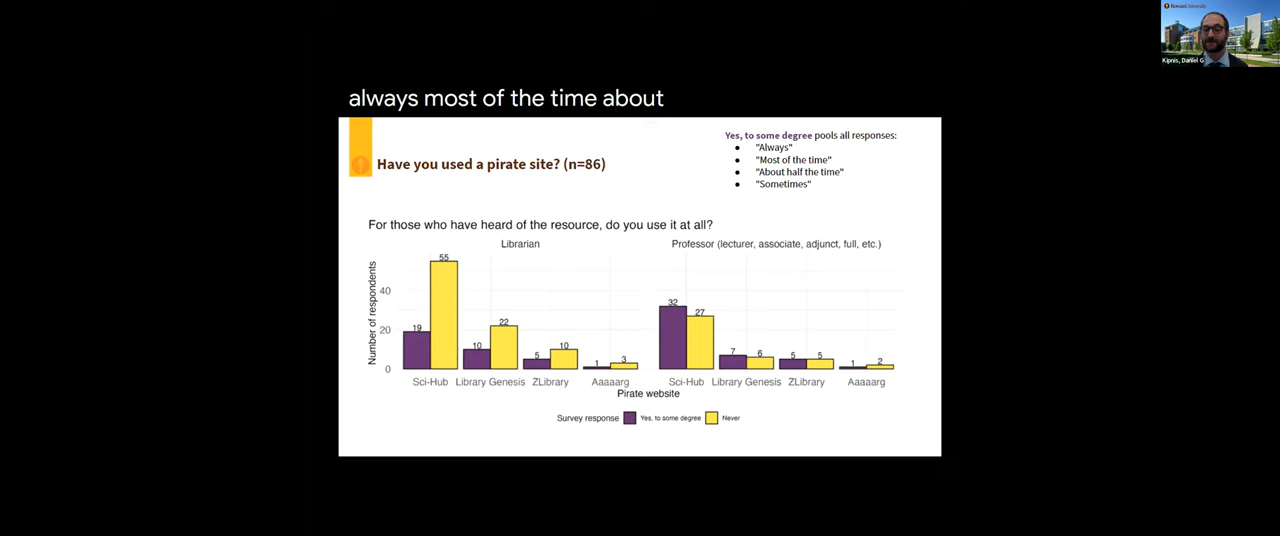 RowanUniversity
Kipnis, Daniel G
always most of the time about
Yes, to some degree pools all responses:
● "Always"
● "Most of the time"
● "About half the time"
● "Sometimes"
Have you used a pirate site? (n=86)
For those who have heard of the resource, do you use it at all?
Librarian
Professor (lecturer, associate, adjunct, full, etc.)
Number of respondents
40
20
0
19 55 10 22 5 10 1 3
32 27 7 6 5 5 1 2
Sci-Hub Library Genesis ZLibrary Aaaaarg
Sci-Hub Library Genesis ZLibrary Aaaaarg
Pirate website
Survey response Yes, to some degree Never